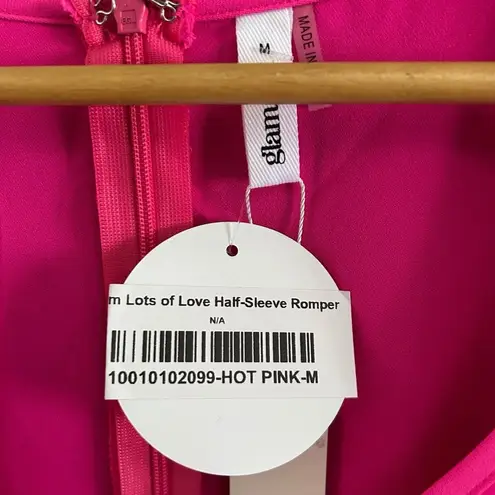 M
MADE IN
glam
m Lots of Love Half-Sleeve Romper
N/A
10010102099-HOT PINK-M